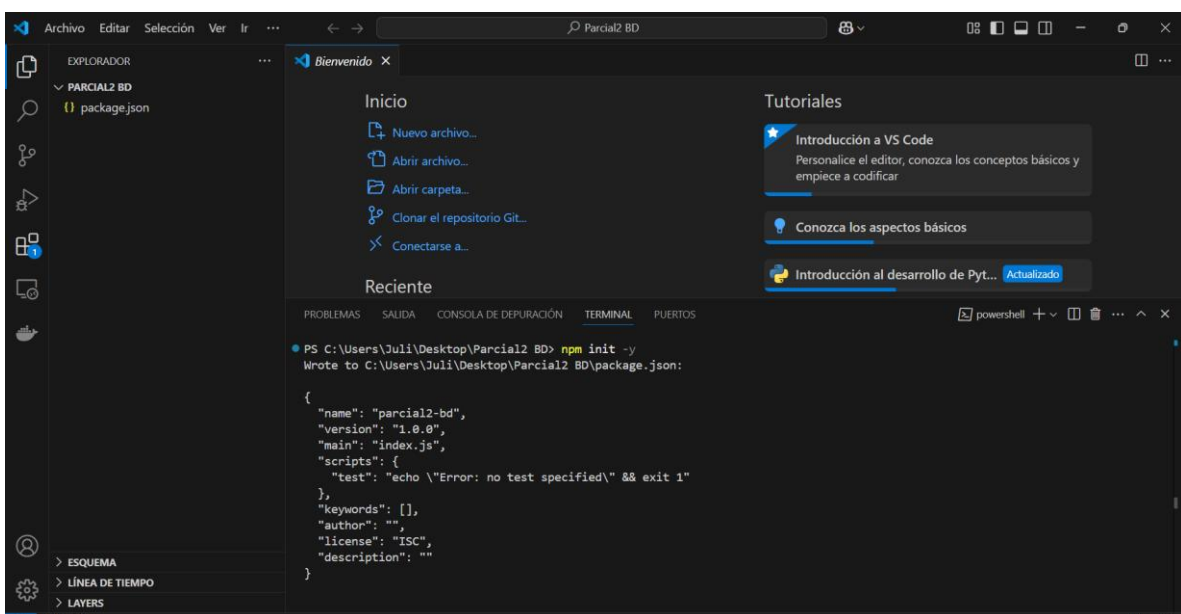 Archivo Editar Selección Ver Ir ...
Parcial2 BD
EXPLORADOR ...
PARCIAL2 BD
{} package.json
Bienvenido
Inicio
Nuevo archivo...
Abrir archivo...
Abrir carpeta...
Clonar el repositorio Git...
Conectarse a...
Reciente
Tutoriales
Introducción a VS Code
Personalice el editor, conozca los conceptos básicos y
empiece a codificar
Conozca los aspectos básicos
Introducción al desarrollo de Pyt... Actualizado
1
PROBLEMAS SALIDA CONSOLA DE DEPURACIÓN TERMINAL PUERTOS
powershell
PS C:\Users\Juli\Desktop\Parcial2 BD> npm init -y
Wrote to C:\Users\Juli\Desktop\Parcial2 BD\package.json:
{
"name": "parcial2-bd",
"version": "1.0.0",
"main": "index.js",
"scripts": {
"test": "echo \"Error: no test specified\" && exit 1"
},
"keywords": [],
"author": "",
"license": "ISC",
"description": ""
}
ESQUEMA
LÍNEA DE TIEMPO
LAYERS